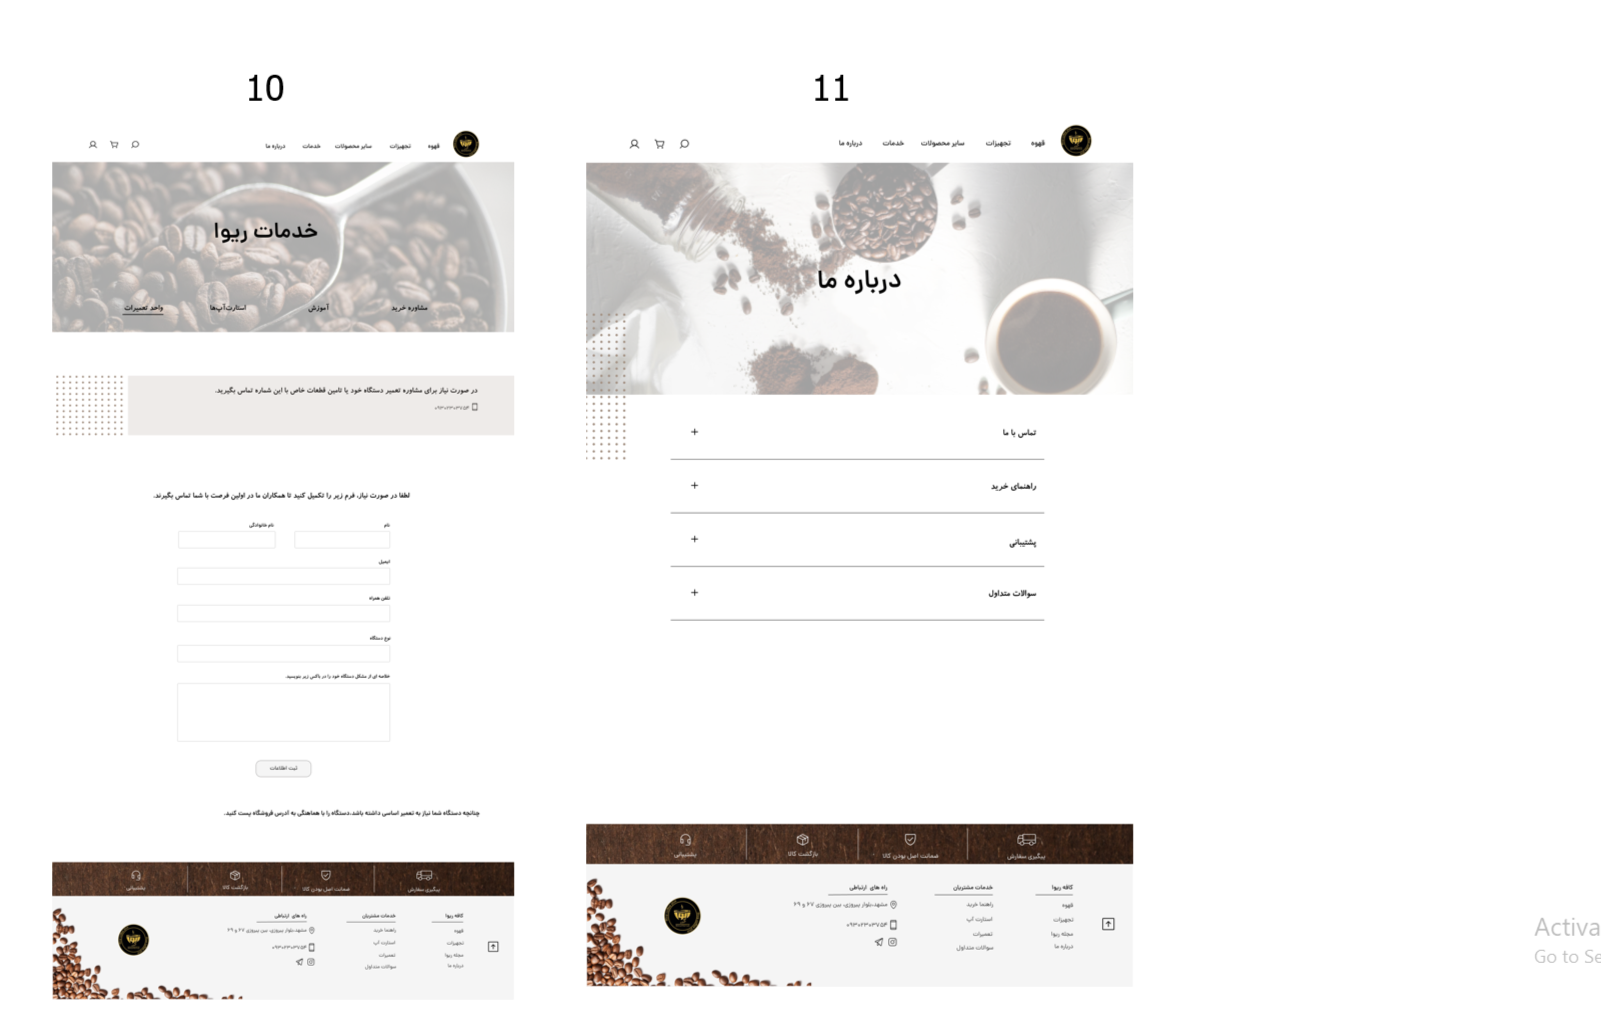 10
قهوه تجهیزات سایر محصولات خدمات درباره ما
خدمات ریوا
مشاوره خرید آموزش استارت‌آپ‌ها واحد تعمیرات
در صورت نیاز برای مشاوره تعمیر دستگاه خود یا تامین قطعات خاص با این شماره تماس بگیرید.
لطفا در صورت نیاز، فرم زیر را تکمیل کنید تا همکاران ما در اولین فرصت با شما تماس بگیرند.
نام نام خانوادگی
ایمیل
تلفن همراه
نوع دستگاه
خلاصه ای از مشکل دستگاه خود را در باکس زیر بنویسید.
ثبت اطلاعات
چنانچه دستگاه شما نیاز به تعمیر اساسی داشته باشد،دستگاه را با هماهنگی به آدرس فروشگاه پست کنید.
پیگیری سفارش ضمانت اصل بودن کالا بازگشت کالا پشتیبانی
کافه ریوا خدمات مشتریان راه های ارتباطی
قهوه راهنما خرید مشهد،بلوار پیروزی، بین پیروزی ۶۷ و ۶۹
تجهیزات استارت آپ
مجله ریوا تعمیرات
درباره ما سوالات متداول
11
قهوه تجهیزات سایر محصولات خدمات درباره ما
درباره ما
تماس با ما
راهنمای خرید
پشتیبانی
سوالات متداول
پیگیری سفارش ضمانت اصل بودن کالا بازگشت کالا پشتیبانی
کافه ریوا خدمات مشتریان راه های ارتباطی
قهوه راهنما خرید مشهد،بلوار پیروزی، بین پیروزی ۶۷ و ۶۹
تجهیزات استارت آپ
مجله ریوا تعمیرات
درباره ما سوالات متداول
Activa
Go to Se